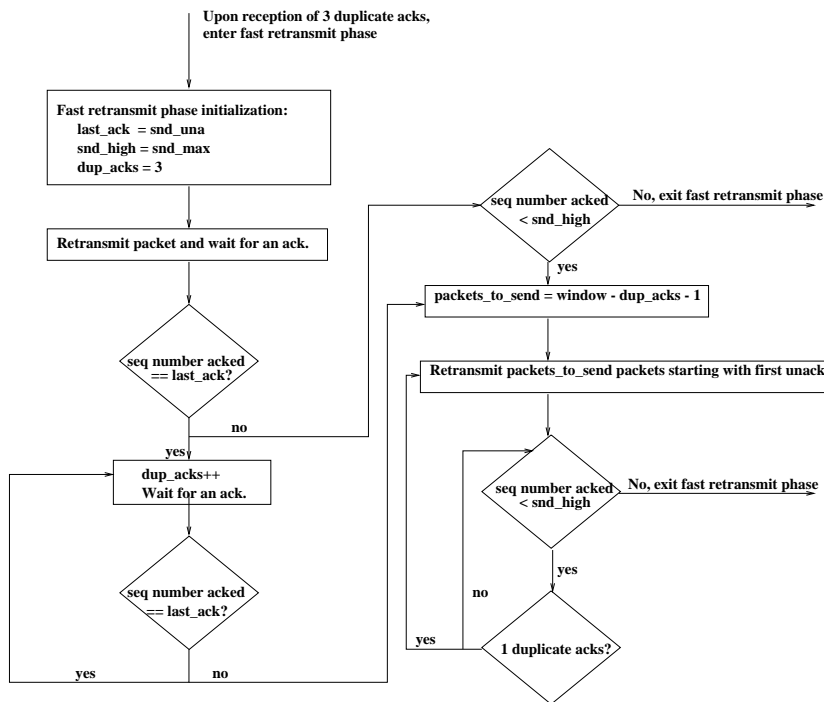 Upon reception of 3 duplicate acks,
enter fast retransmit phase
Fast retransmit phase initialization:
last_ack = snd_una
snd_high = snd_max
dup_acks = 3
Retransmit packet and wait for an ack.
seq number acked
== last_ack?
no
yes
dup_acks++
Wait for an ack.
seq number acked
== last_ack?
yes
no
seq number acked
< snd_high
No, exit fast retransmit phase
yes
packets_to_send = window - dup_acks - 1
Retransmit packets_to_send packets starting with first unack
seq number acked
< snd_high
No, exit fast retransmit phase
yes
no
1 duplicate acks?
yes